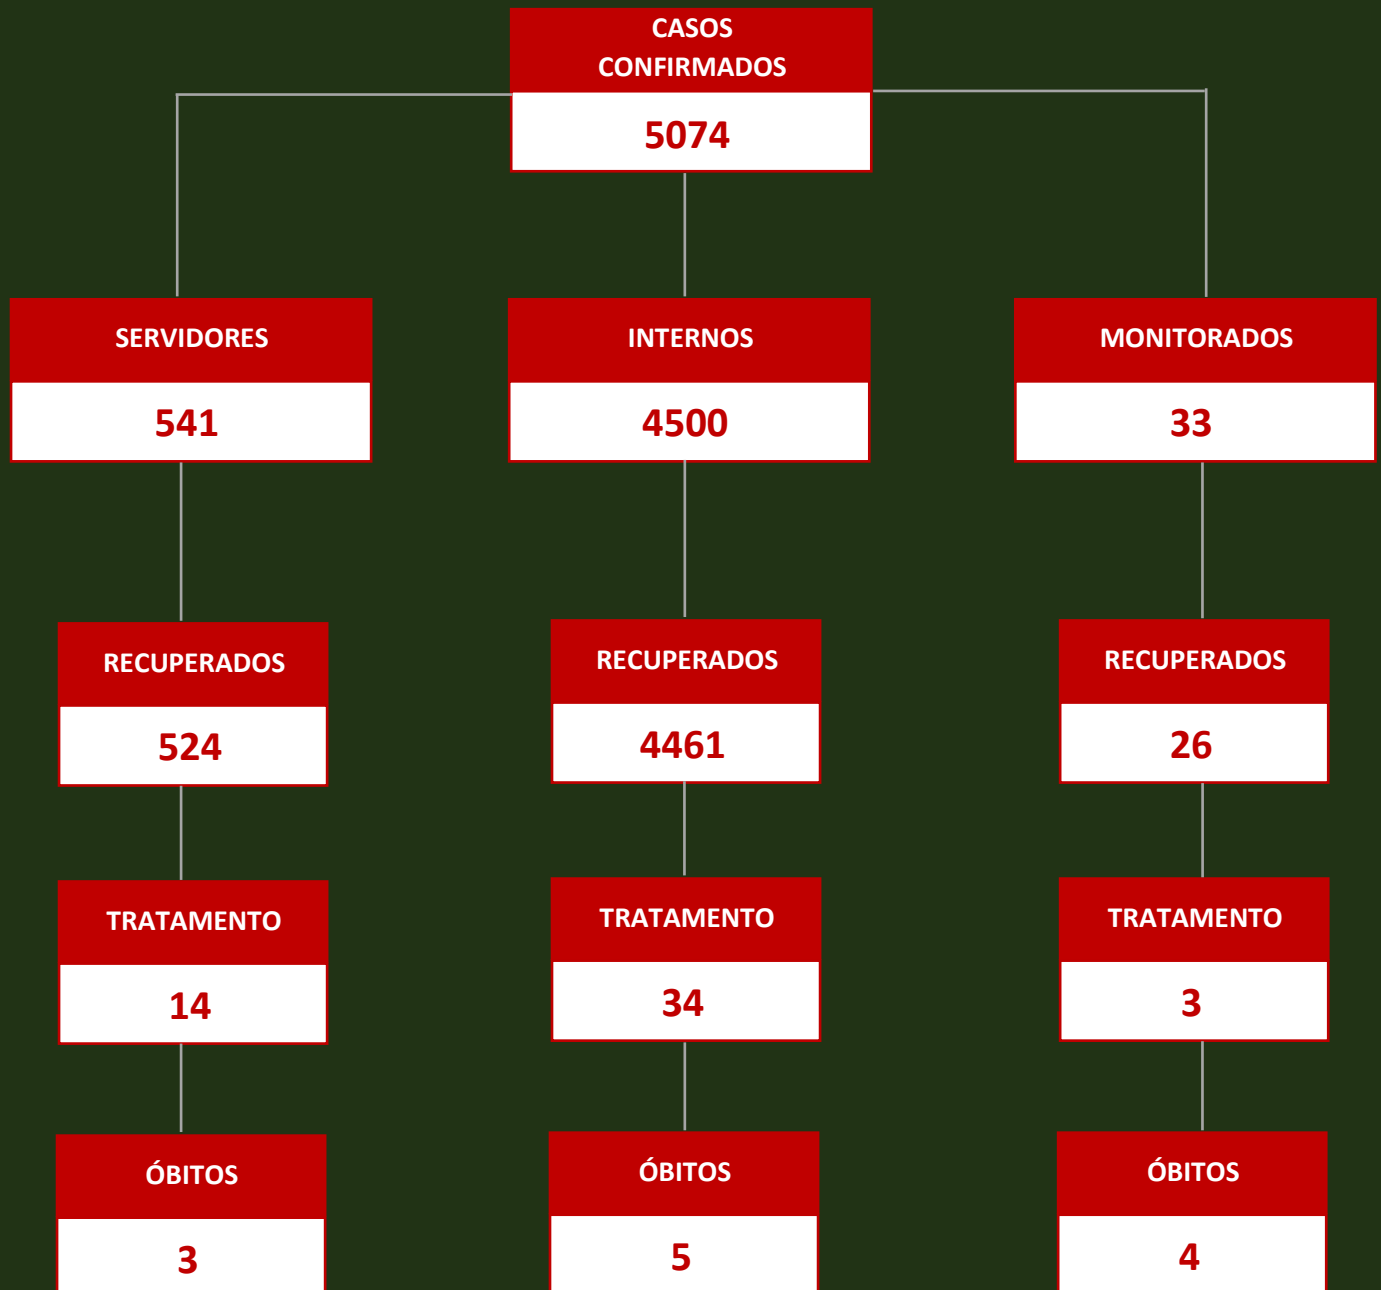 CASOS
CONFIRMADOS
5074
SERVIDORES
541
INTERNOS
4500
MONITORADOS
33
RECUPERADOS
524
RECUPERADOS
4461
RECUPERADOS
26
TRATAMENTO
14
TRATAMENTO
34
TRATAMENTO
3
ÓBITOS
3
ÓBITOS
5
ÓBITOS
4